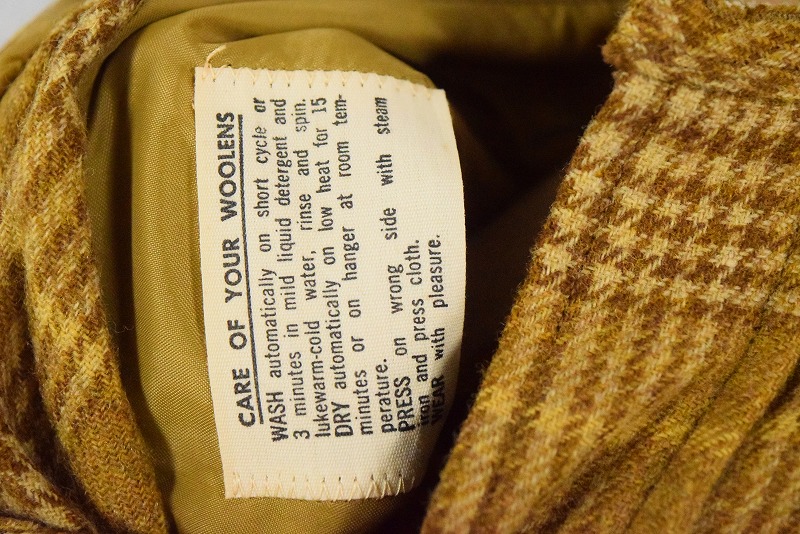 CARE OF YOUR WOOLENS
WASH automatically on short cycle or
3 minutes in mild liquid detergent and
lukewarm-cold water, rinse and spin.
DRY automatically on low heat for 15
minutes or on hanger at room tem-
perature.
PRESS on wrong side with steam
iron and press cloth.
WEAR with pleasure.